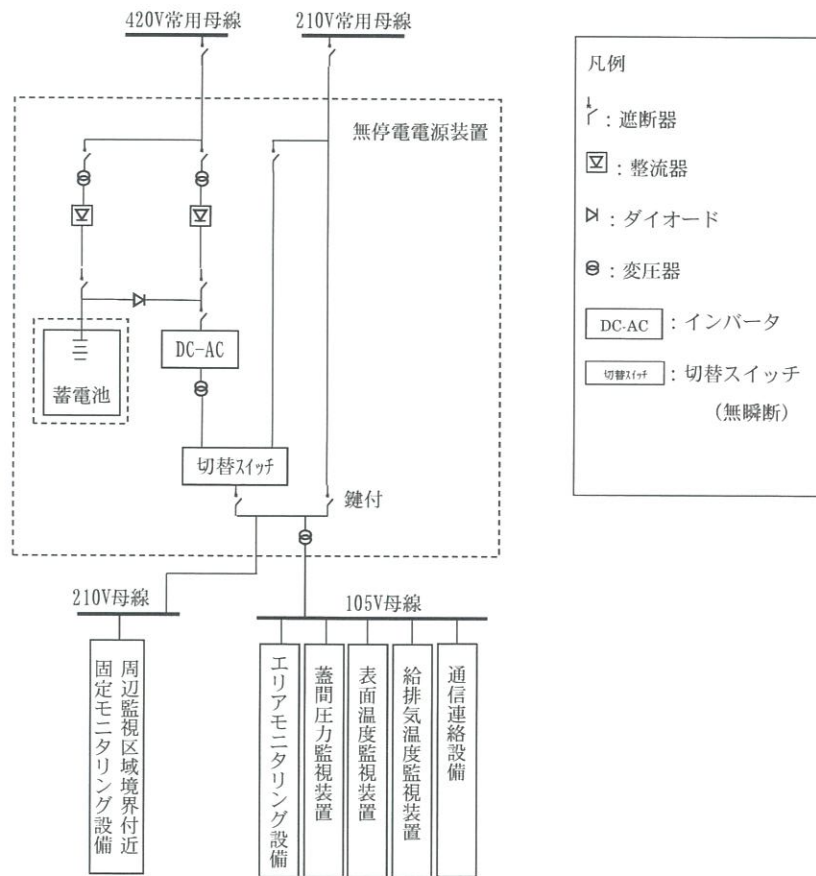 420V常用母線
210V常用母線
無停電電源装置
DC-AC
蓄電池
切替スイッチ
鍵付
210V母線
105V母線
周辺監視区域境界付近
固定モニタリング設備
エリアモニタリング設備
蓋間圧力監視装置
表面温度監視装置
給排気温度監視装置
通信連絡設備
凡例
：遮断器
：整流器
：ダイオード
：変圧器
DC-AC：インバータ
切替スイッチ：切替スイッチ
（無瞬断）